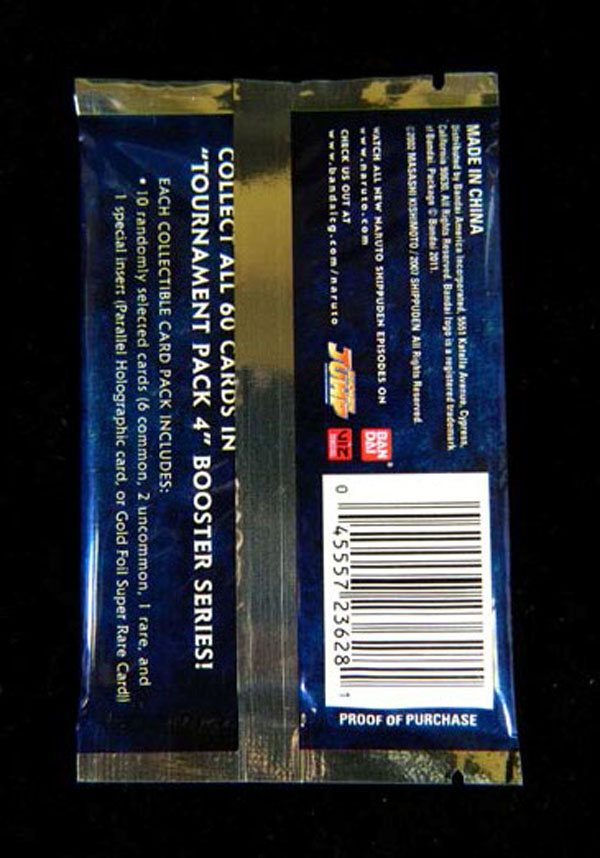 MADE IN CHINA
Distributed by Bandai America Incorporated, 5551 Katella Avenue, Cypress,
California 90630. All Rights Reserved. Bandai logo is a registered trademark
of Bandai. Package © Bandai 2011.
©2002 MASASHI KISHIMOTO / 2007 SHIPPUDEN All Rights Reserved.
WATCH ALL NEW NARUTO SHIPPUDEN EPISODES ON
www.naruto.com
CHECK US OUT AT
www.bandaicg.com/naruto
JUMP
BAN
DAI
VIZ
0 45557 23628 1
PROOF OF PURCHASE
COLLECT ALL 60 CARDS IN
"TOURNAMENT PACK 4" BOOSTER SERIES!
EACH COLLECTIBLE CARD PACK INCLUDES:
• 10 randomly selected cards (6 common, 2 uncommon, 1 rare, and
1 special insert (Parallel Holographic card, or Gold Foil Super Rare Card))